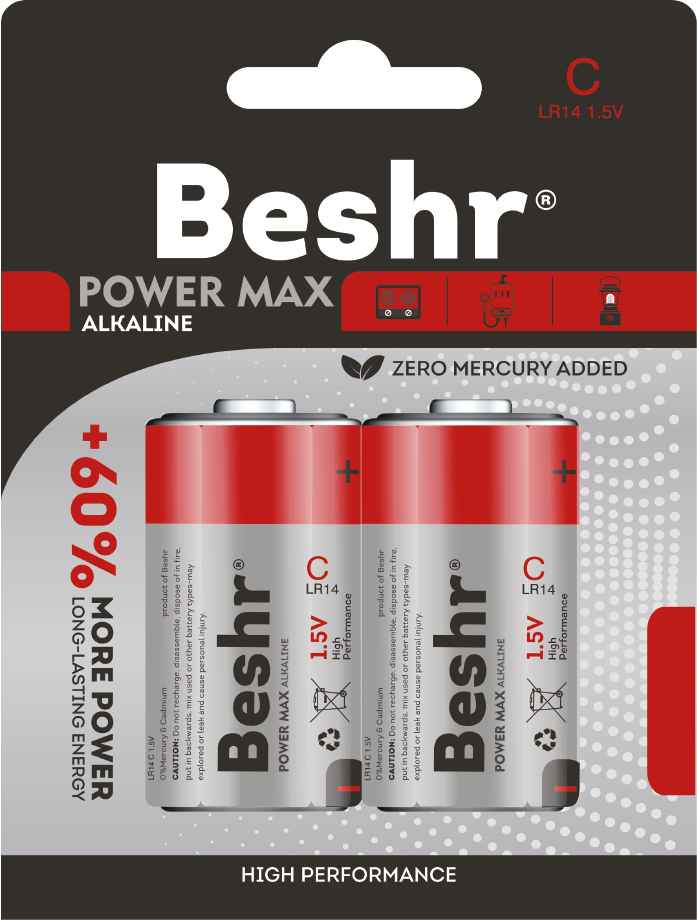 C
LR14 1.5V
Beshr®
POWER MAX
ALKALINE
ZERO MERCURY ADDED
+60%
MORE POWER
LONG-LASTING ENERGY
+
LR14 C 1.5V
0%Mercury & Cadmium product of Beshr
CAUTION: Do not recharge, disassemble, dispose of in fire,
put in backwards, mix used or other battery types-may
explored or leak and cause personal injury.
Beshr®
POWER MAX ALKALINE
C
LR14
1.5V
High
Performance
+
LR14 C 1.5V
0%Mercury & Cadmium product of Beshr
CAUTION: Do not recharge, disassemble, dispose of in fire,
put in backwards, mix used or other battery types-may
explored or leak and cause personal injury.
Beshr®
POWER MAX ALKALINE
C
LR14
1.5V
High
Performance
HIGH PERFORMANCE